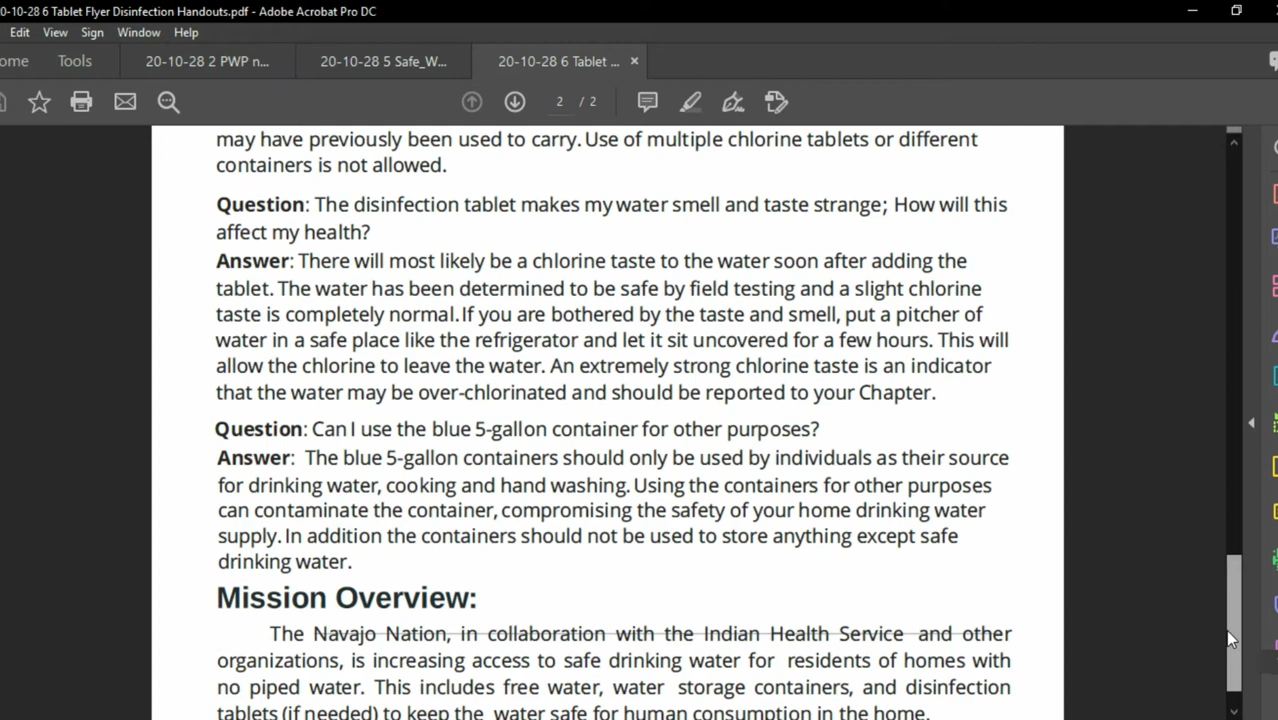 0-10-28 6 Tablet Flyer Disinfection Handouts.pdf - Adobe Acrobat Pro DC
Edit View Sign Window Help
ome Tools 20-10-28 2 PWP n... 20-10-28 5 Safe_W... 20-10-28 6 Tablet ... ×
2 / 2
may have previously been used to carry. Use of multiple chlorine tablets or different
containers is not allowed.
Question: The disinfection tablet makes my water smell and taste strange; How will this
affect my health?
Answer: There will most likely be a chlorine taste to the water soon after adding the
tablet. The water has been determined to be safe by field testing and a slight chlorine
taste is completely normal. If you are bothered by the taste and smell, put a pitcher of
water in a safe place like the refrigerator and let it sit uncovered for a few hours. This will
allow the chlorine to leave the water. An extremely strong chlorine taste is an indicator
that the water may be over-chlorinated and should be reported to your Chapter.
Question: Can I use the blue 5-gallon container for other purposes?
Answer: The blue 5-gallon containers should only be used by individuals as their source
for drinking water, cooking and hand washing. Using the containers for other purposes
can contaminate the container, compromising the safety of your home drinking water
supply. In addition the containers should not be used to store anything except safe
drinking water.
Mission Overview:
The Navajo Nation, in collaboration with the Indian Health Service and other
organizations, is increasing access to safe drinking water for residents of homes with
no piped water. This includes free water, water storage containers, and disinfection
tablets (if needed) to keep the water safe for human consumption in the home.